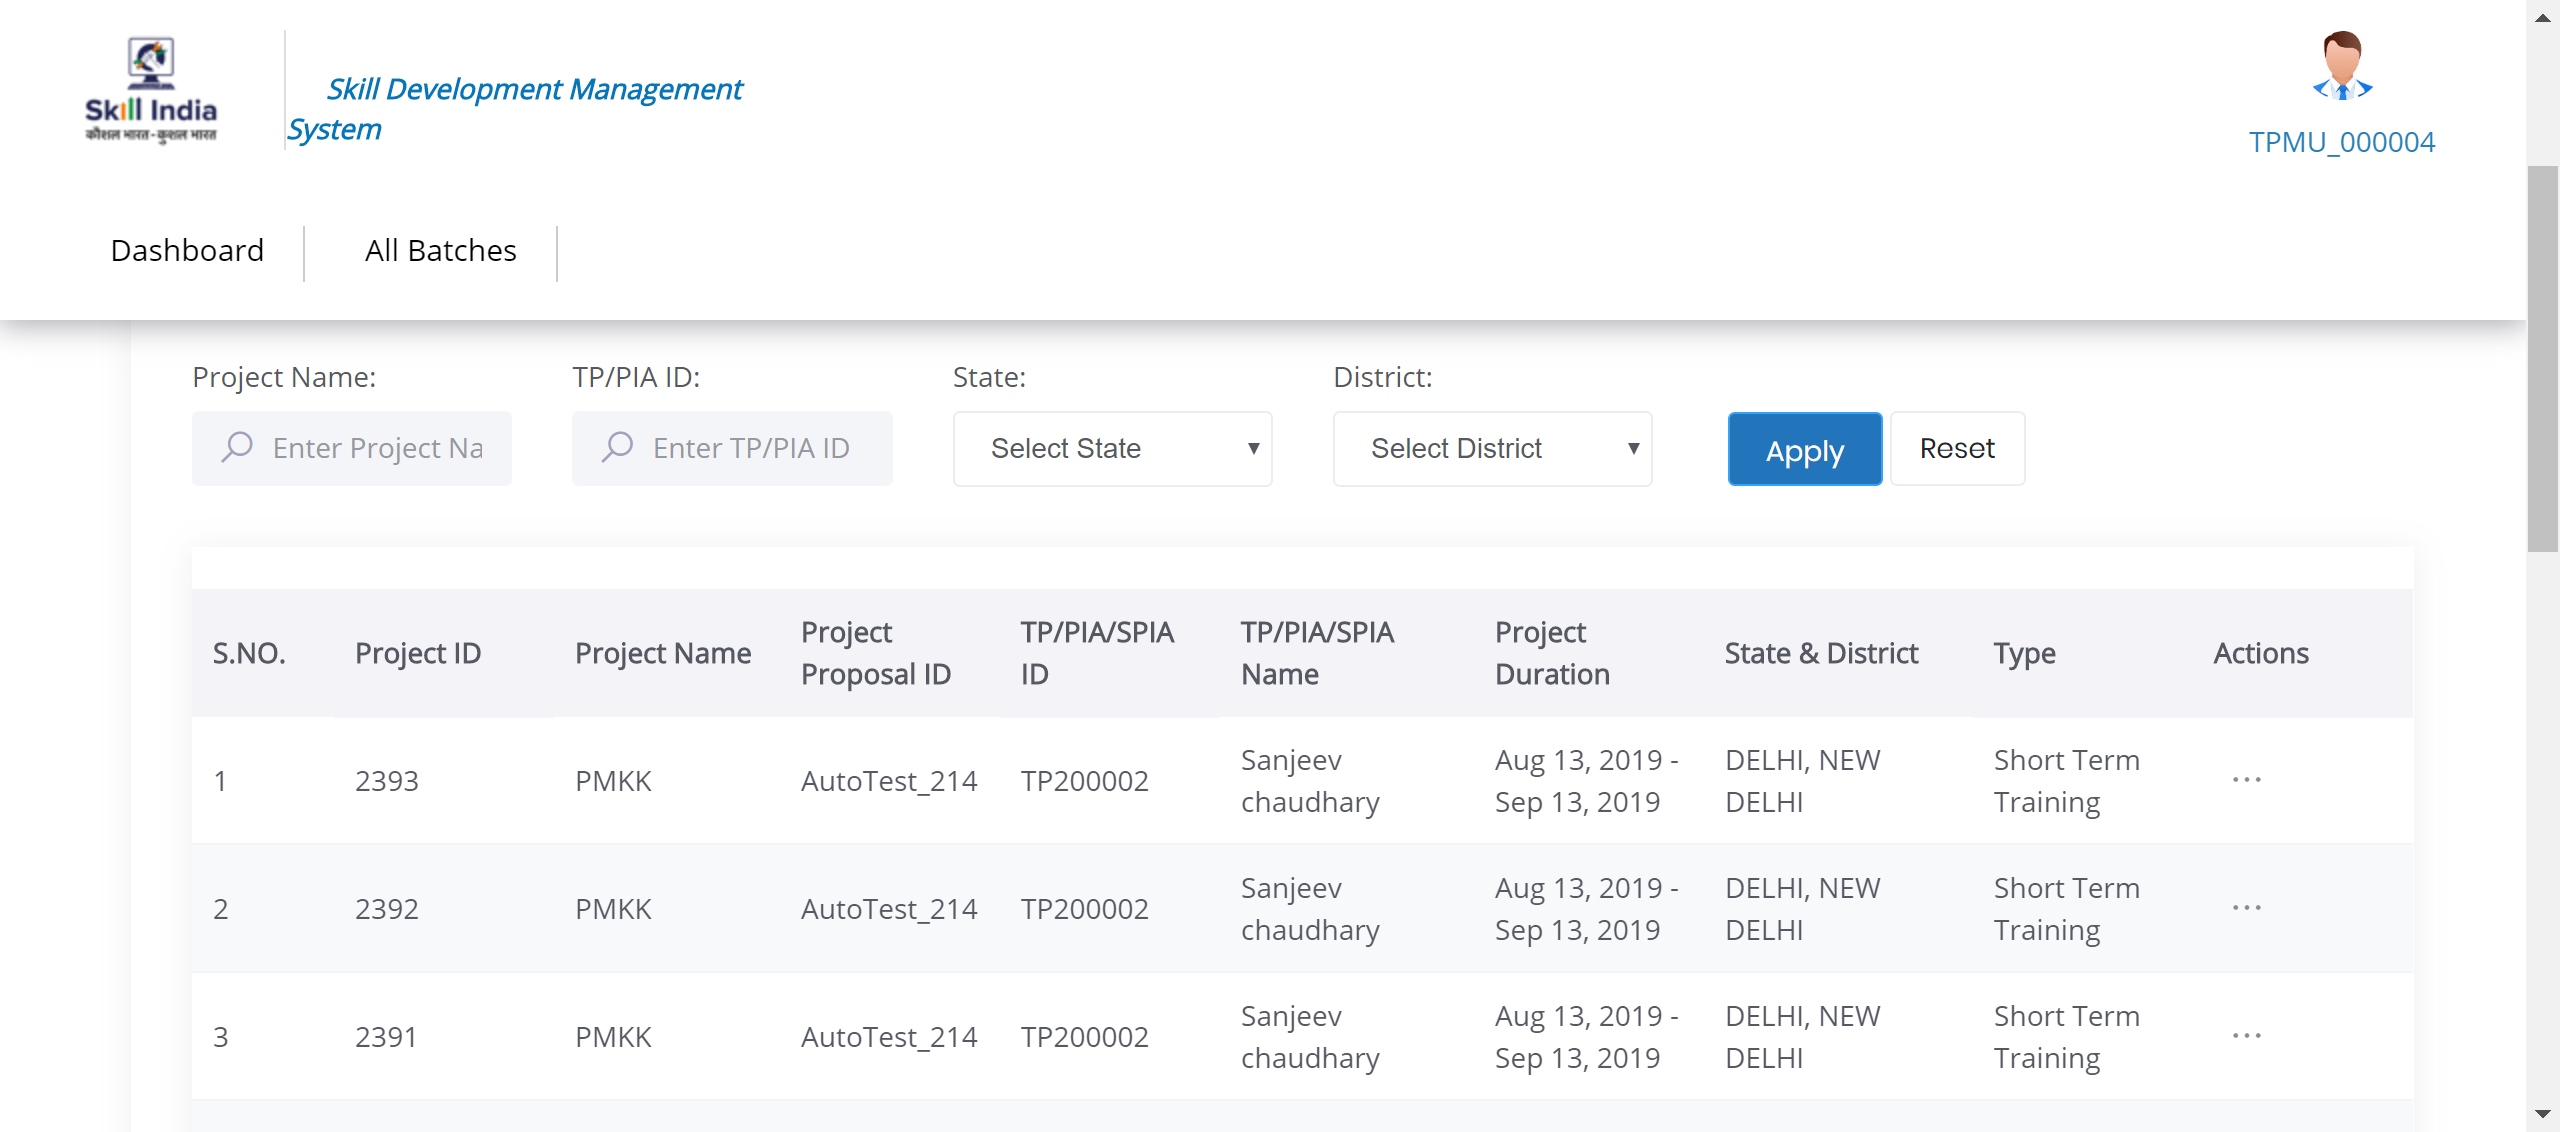 Skill India
कौशल भारत - कुशल भारत
Skill Development Management
System
TPMU_000004
Dashboard
All Batches
Project Name:
TP/PIA ID:
State:
District:
Enter Project Na
Enter TP/PIA ID
Select State
Select District
Apply
Reset
S.NO.
Project ID
Project Name
Project
Proposal ID
TP/PIA/SPIA
ID
TP/PIA/SPIA
Name
Project
Duration
State & District
Type
Actions
1
2393
PMKK
AutoTest_214
TP200002
Sanjeev
chaudhary
Aug 13, 2019 -
Sep 13, 2019
DELHI, NEW
DELHI
Short Term
Training
...
2
2392
PMKK
AutoTest_214
TP200002
Sanjeev
chaudhary
Aug 13, 2019 -
Sep 13, 2019
DELHI, NEW
DELHI
Short Term
Training
...
3
2391
PMKK
AutoTest_214
TP200002
Sanjeev
chaudhary
Aug 13, 2019 -
Sep 13, 2019
DELHI, NEW
DELHI
Short Term
Training
...